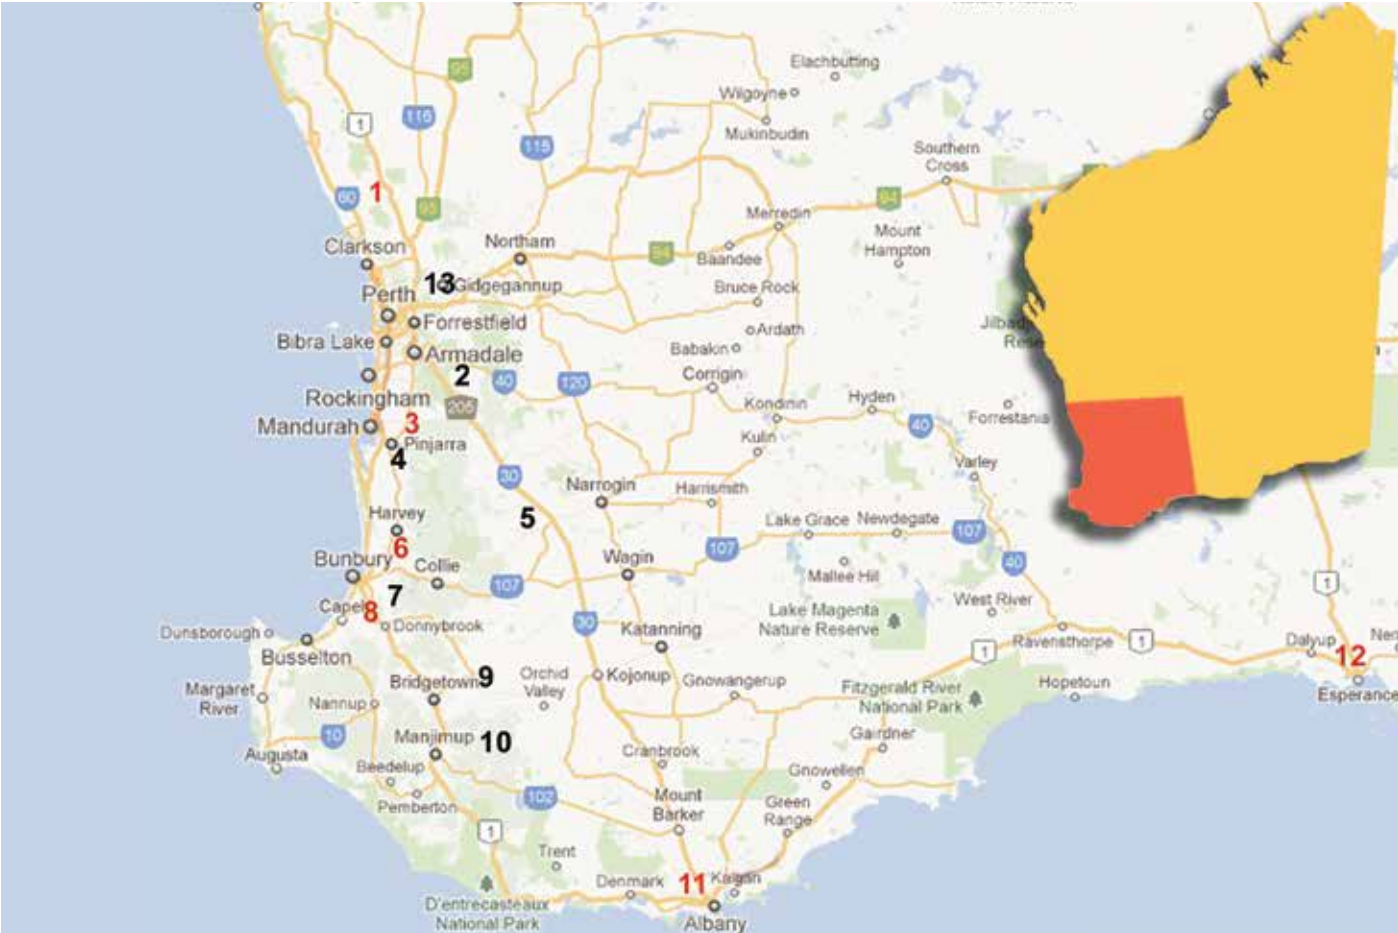 95
Elachbutting
Wilgoyne
116
1
Mukinbudin
115
Southern
Cross
1
60
94
95
Merredin
Mount
Hampton
Clarkson
Northam
94
Baandee
13
Gidgegannup
Bruce Rock
Perth
Forrestfield
Ardath
Bibra Lake
Babakin
Armadale
2
40
120
Corrigin
Rockingham
205
Kondinin
Hyden
Forrestania
3
40
Mandurah
Pinjarra
Kulin
4
Varley
30
Narrogin
Harrismith
5
Harvey
Lake Grace
Newdegate
107
107
6
Bunbury
Collie
Wagin
40
Mallee Hill
107
1
7
West River
Capel
8
Lake Magenta
Nature Reserve
Donnybrook
30
Katanning
Dunsborough
Ravensthorpe
1
Dalyup
Busselton
1
12
9
Orchid
Valley
Kojonup
Bridgetown
Gnowangerup
Fitzgerald River
National Park
Hopetoun
Esperance
Margaret
River
Nannup
10
Manjimup
10
Gairdner
Augusta
Cranbrook
Beedelup
Gnowellen
102
Pemberton
Mount
Barker
Green
Range
1
Trent
Denmark
11
Kalgan
D'entrecasteaux
National Park
Albany